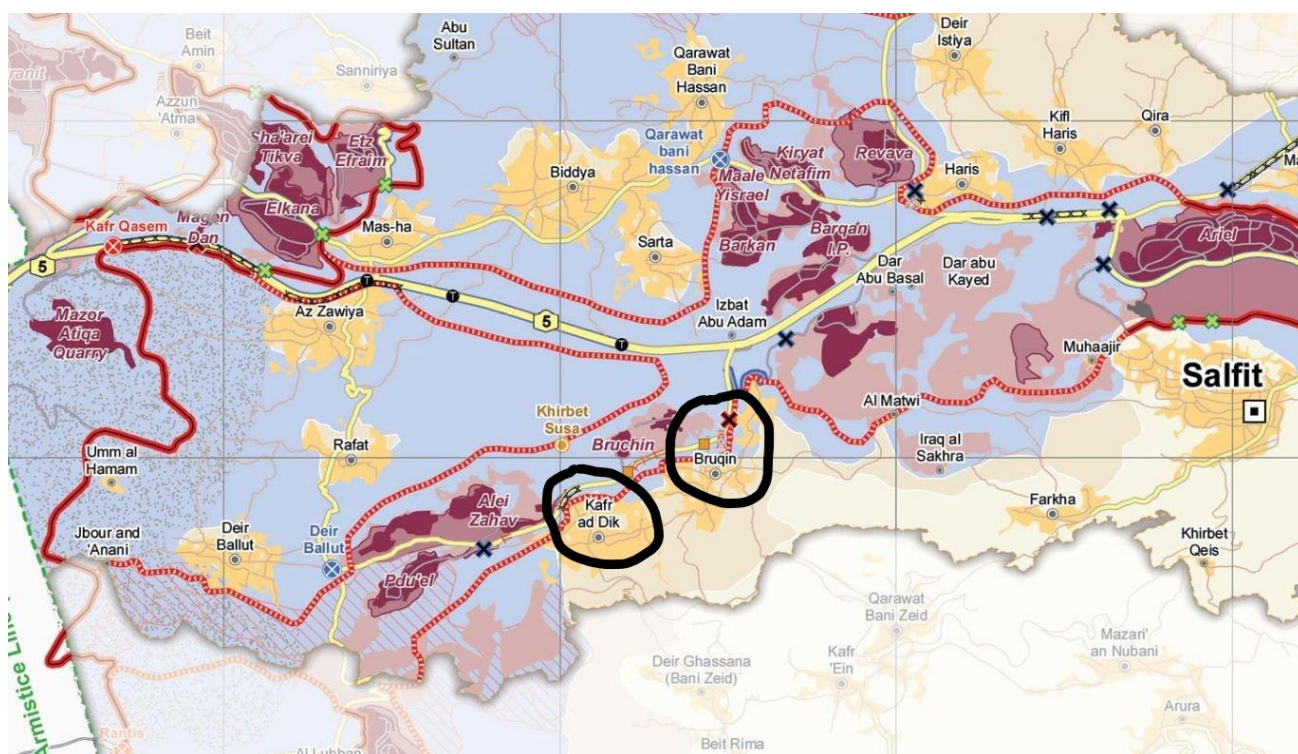 Beit
Amin
Abu
Sultan
Deir
Istiya
Sanniriya
Qarawat
Bani
Hassan
Azzun
'Atma
Sha'arei
Tikva
Etz
Efraim
Kifl
Haris
Qira
Qarawat
bani
hassan
Kiryat
Netafim
Revava
Biddya
Maale
Yisrael
Haris
Elkana
Mas-ha
Magen
Dan
Kafr Qasem
Sarta
Barkan
Barqan
I.P.
Ariel
5
Dar
Abu Basal
Dar abu
Kayed
Mazor
Atiqa
Quarry
Az Zawiya
T
T
T
5
Izbat
Abu Adam
Muhaajir
Salfit
Khirbet
Susa
Al Matwi
Rafat
Bruchin
Umm al
Hamam
Bruqin
Iraq al
Sakhra
Alei
Zahav
Kafr
ad Dik
Farkha
Jbour and
'Anani
Deir
Ballut
Deir
Ballut
Khirbet
Qeis
Pdu'el
Qarawat
Bani Zeid
Mazari'
an Nubani
Deir Ghassana
(Bani Zeid)
Kafr
'Ein
Armistice Line
Rantis
Arura
Beit Rima